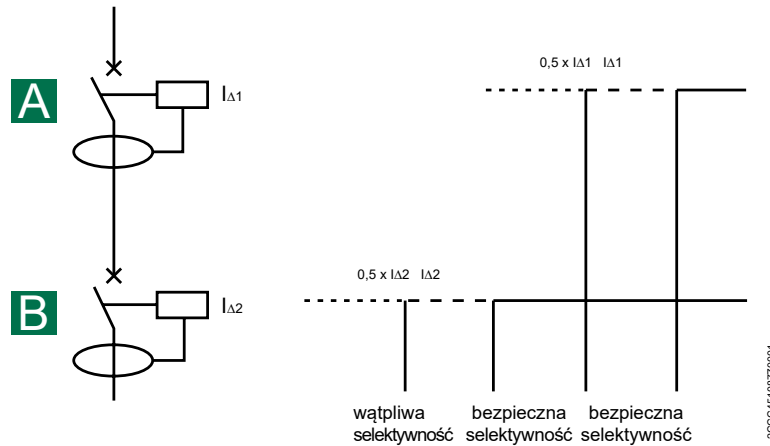 A
IΔ1
B
IΔ2
0,5 x IΔ1 IΔ1
0,5 x IΔ2 IΔ2
wątpliwa selektywność
bezpieczna selektywność
bezpieczna selektywność